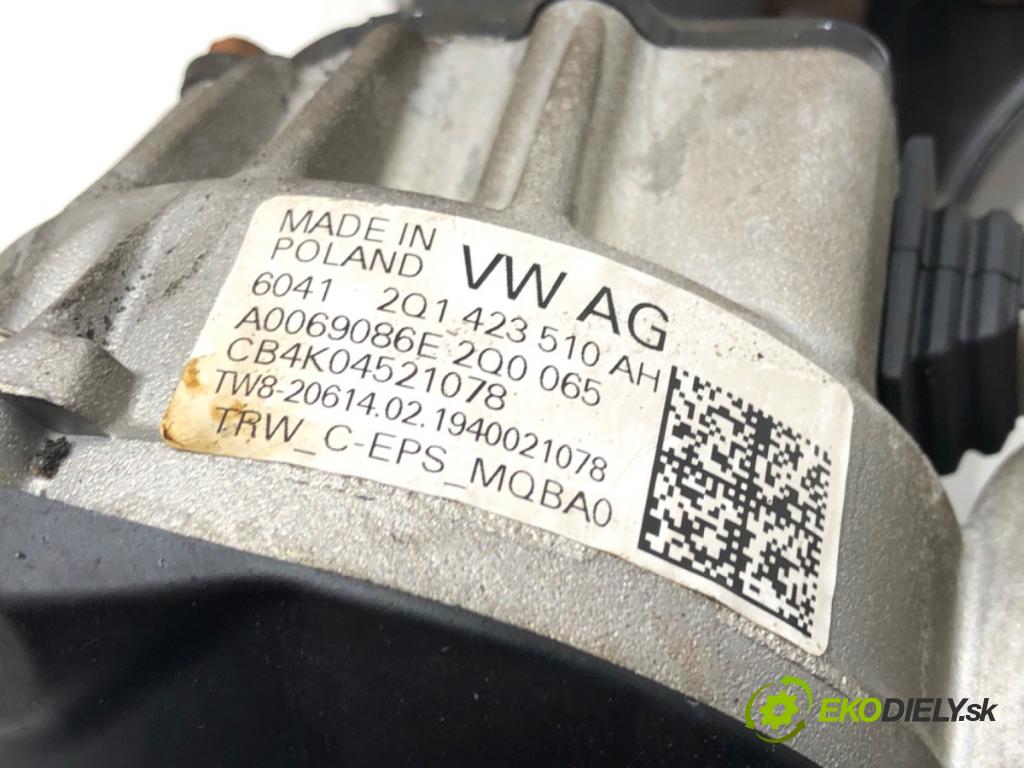 MADE IN
POLAND VW AG
6041 2Q1 423 510 AH
A0069086E 2Q0 065
CB4K04521078
TW8-20614.02.1940021078
TRW_C-EPS_MQBA0
EKODIELY.sk